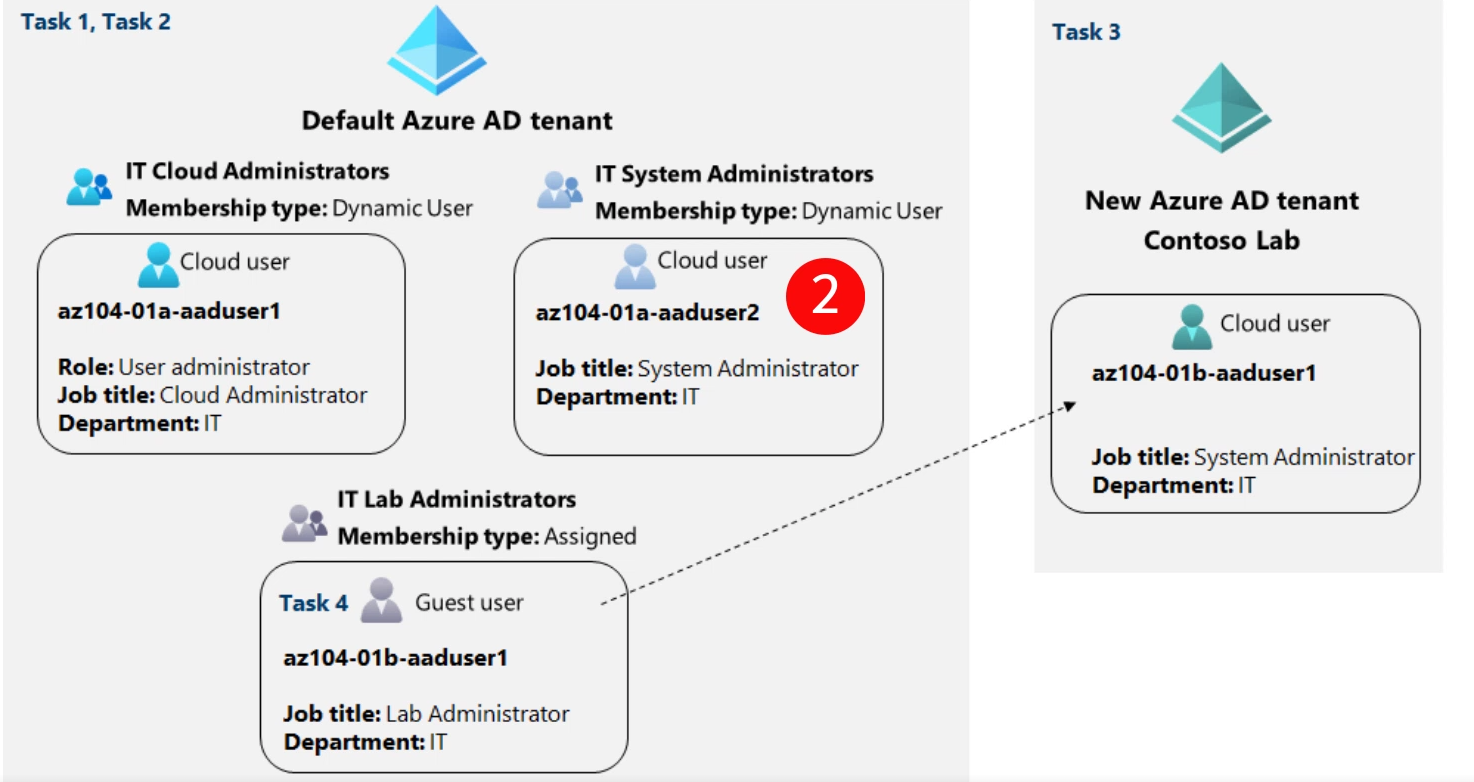 Task 1, Task 2
Default Azure AD tenant
IT Cloud Administrators
Membership type: Dynamic User
Cloud user
az104-01a-aaduser1
Role: User administrator
Job title: Cloud Administrator
Department: IT
IT System Administrators
Membership type: Dynamic User
Cloud user
az104-01a-aaduser2
2
Job title: System Administrator
Department: IT
IT Lab Administrators
Membership type: Assigned
Task 4
Guest user
az104-01b-aaduser1
Job title: Lab Administrator
Department: IT
Task 3
New Azure AD tenant
Contoso Lab
Cloud user
az104-01b-aaduser1
Job title: System Administrator
Department: IT